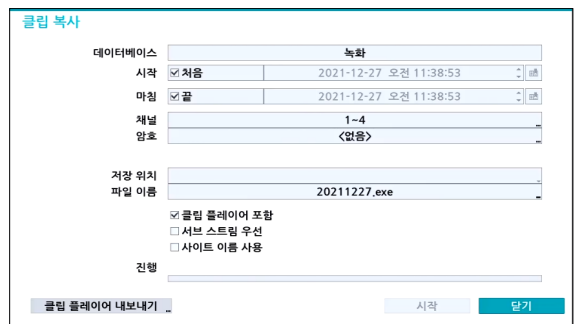 클립 복사
데이터베이스 녹화
시작 처음 2021-12-27 오전 11:38:53
마침 끝 2021-12-27 오전 11:38:53
채널 1~4
암호 <없음>
저장 위치
파일 이름 20211227.exe
클립 플레이어 포함
서브 스트림 우선
사이트 이름 사용
진행
클립 플레이어 내보내기 시작 닫기